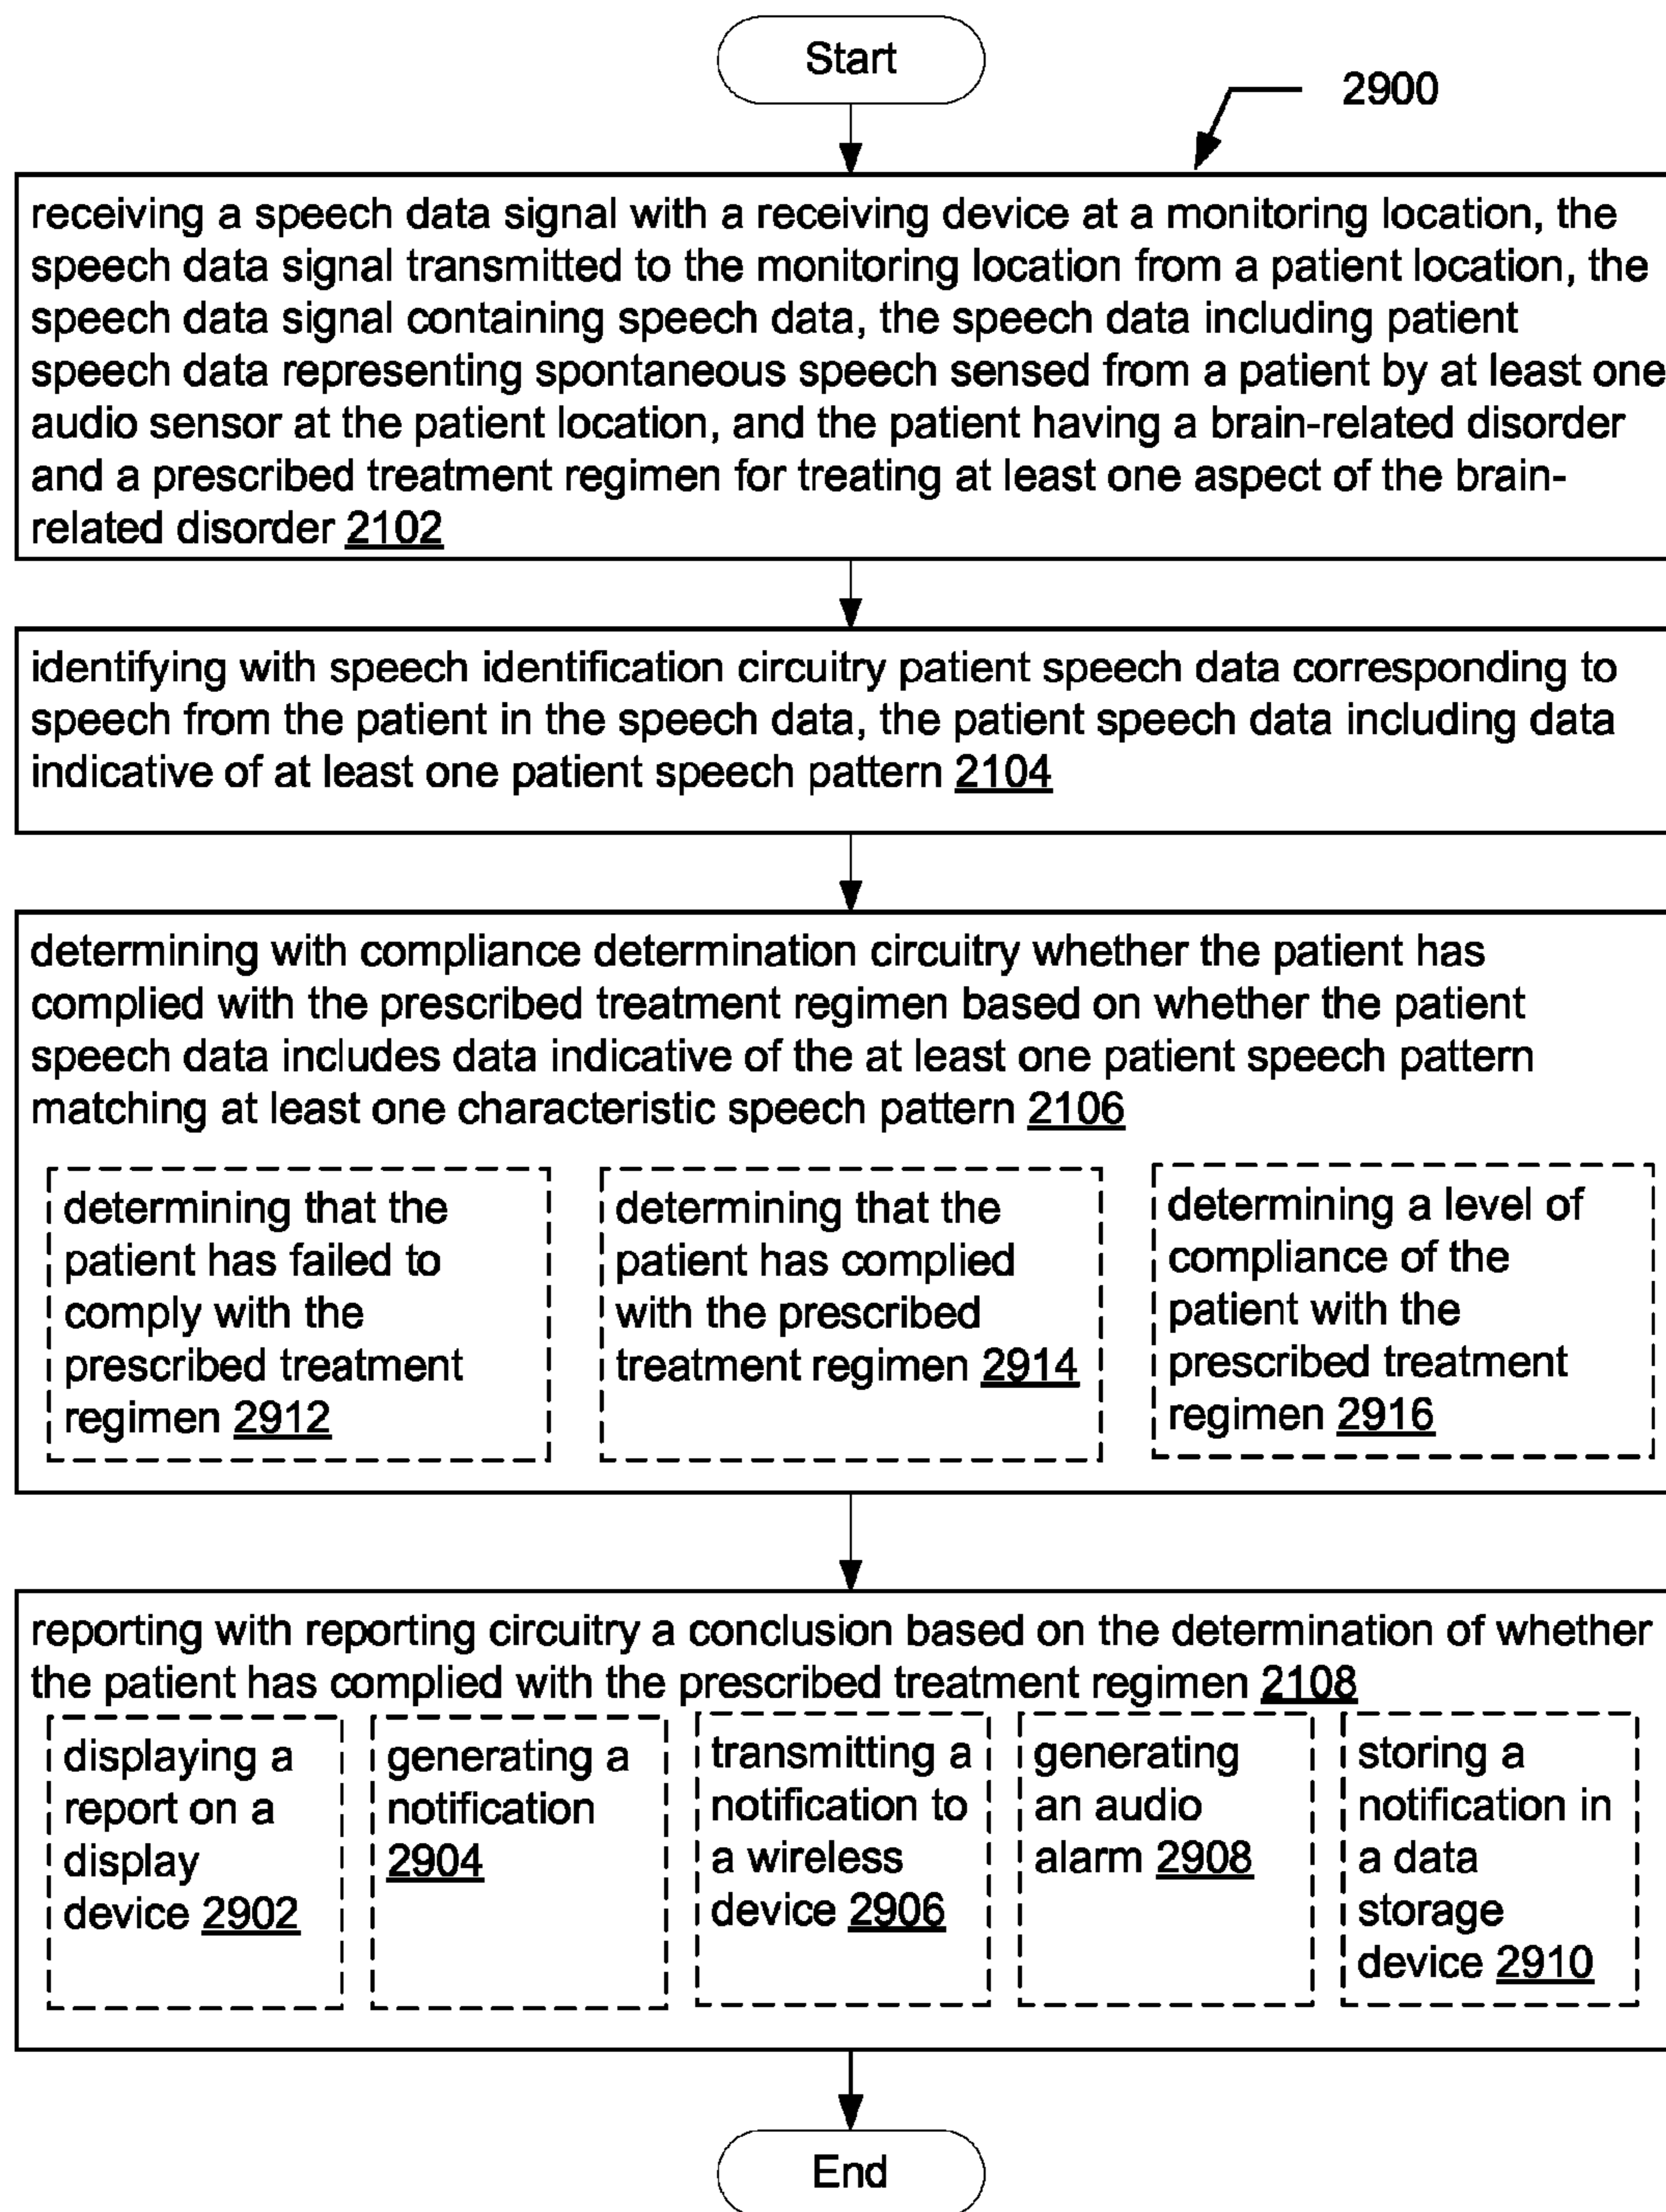 Start
2900
receiving a speech data signal with a receiving device at a monitoring location, the
speech data signal transmitted to the monitoring location from a patient location, the
speech data signal containing speech data, the speech data including patient
speech data representing spontaneous speech sensed from a patient by at least one
audio sensor at the patient location, and the patient having a brain-related disorder
and a prescribed treatment regimen for treating at least one aspect of the brain-
related disorder 2102
identifying with speech identification circuitry patient speech data corresponding to
speech from the patient in the speech data, the patient speech data including data
indicative of at least one patient speech pattern 2104
determining with compliance determination circuitry whether the patient has
complied with the prescribed treatment regimen based on whether the patient
speech data includes data indicative of the at least one patient speech pattern
matching at least one characteristic speech pattern 2106
determining that the
patient has failed to
comply with the
prescribed treatment
regimen 2912
determining that the
patient has complied
with the prescribed
treatment regimen 2914
determining a level of
compliance of the
patient with the
prescribed treatment
regimen 2916
reporting with reporting circuitry a conclusion based on the determination of whether
the patient has complied with the prescribed treatment regimen 2108
displaying a
report on a
display
device 2902
generating a
notification
2904
transmitting a
notification to
a wireless
device 2906
generating
an audio
alarm 2908
storing a
notification in
a data
storage
device 2910
End